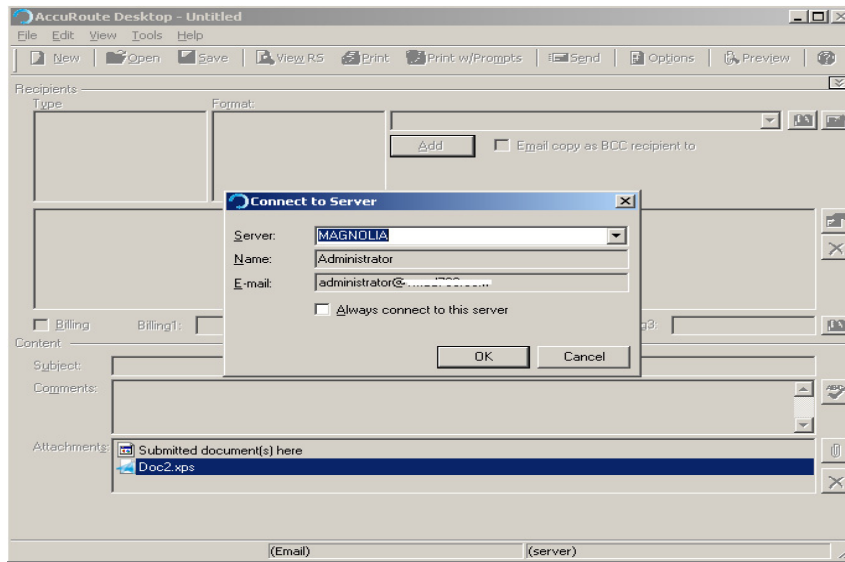 AccuRoute Desktop - Untitled
File Edit View Tools Help
New Open Save View RS Print Print w/Prompts Send Options Preview
Recipients
Type Format:
Add Email copy as BCC recipient to
Connect to Server
Server: MAGNOLIA
Name: Administrator
E-mail: administrator@
Always connect to this server
Billing Billing1: g3:
OK Cancel
Content
Subject:
Comments:
ABC
Attachments: Submitted document(s) here
Doc2.xps
(Email) (server)